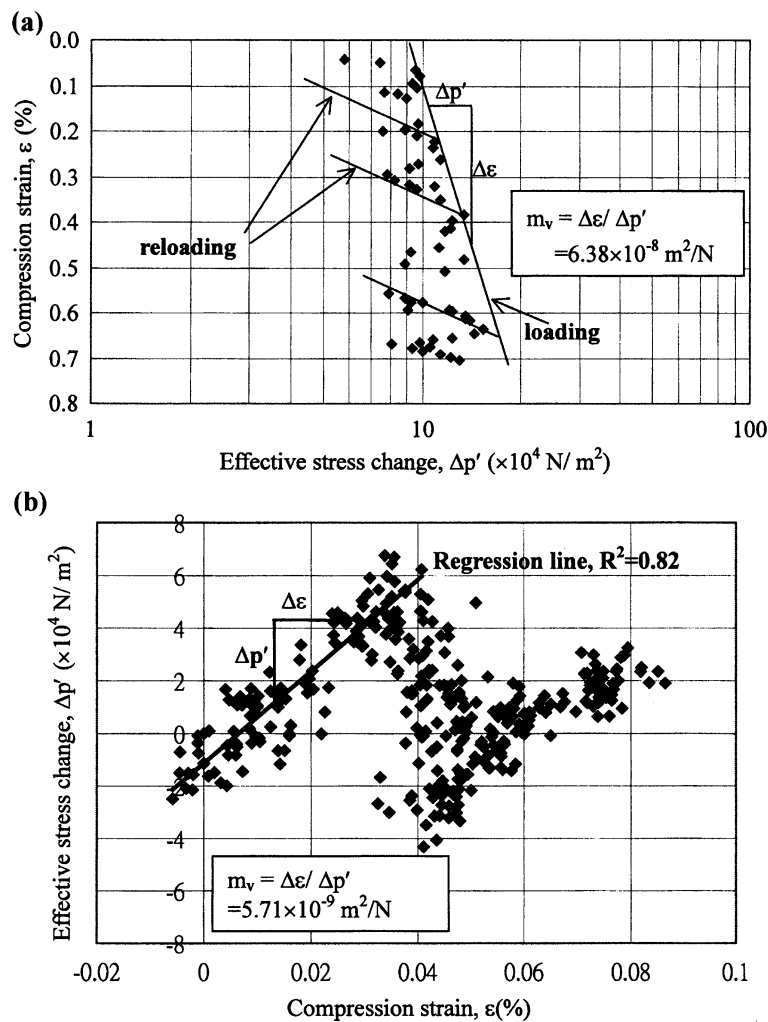 (a)
0.0
0.1
0.2
0.3
0.4
0.5
0.6
0.7
0.8
Compression strain, ε (%)
Δp′
Δε
reloading
mᵥ = Δε/ Δp′
=6.38×10⁻⁸ m²/N
loading
1
10
100
Effective stress change, Δp′ (×10⁴ N/ m²)
(b)
8
6
4
2
0
-2
-4
-6
-8
Effective stress change, Δp′ (×10⁴ N/ m²)
Regression line, R²=0.82
Δε
Δp′
mᵥ = Δε/ Δp′
=5.71×10⁻⁹ m²/N
-0.02
0
0.02
0.04
0.06
0.08
0.1
Compression strain, ε(%)